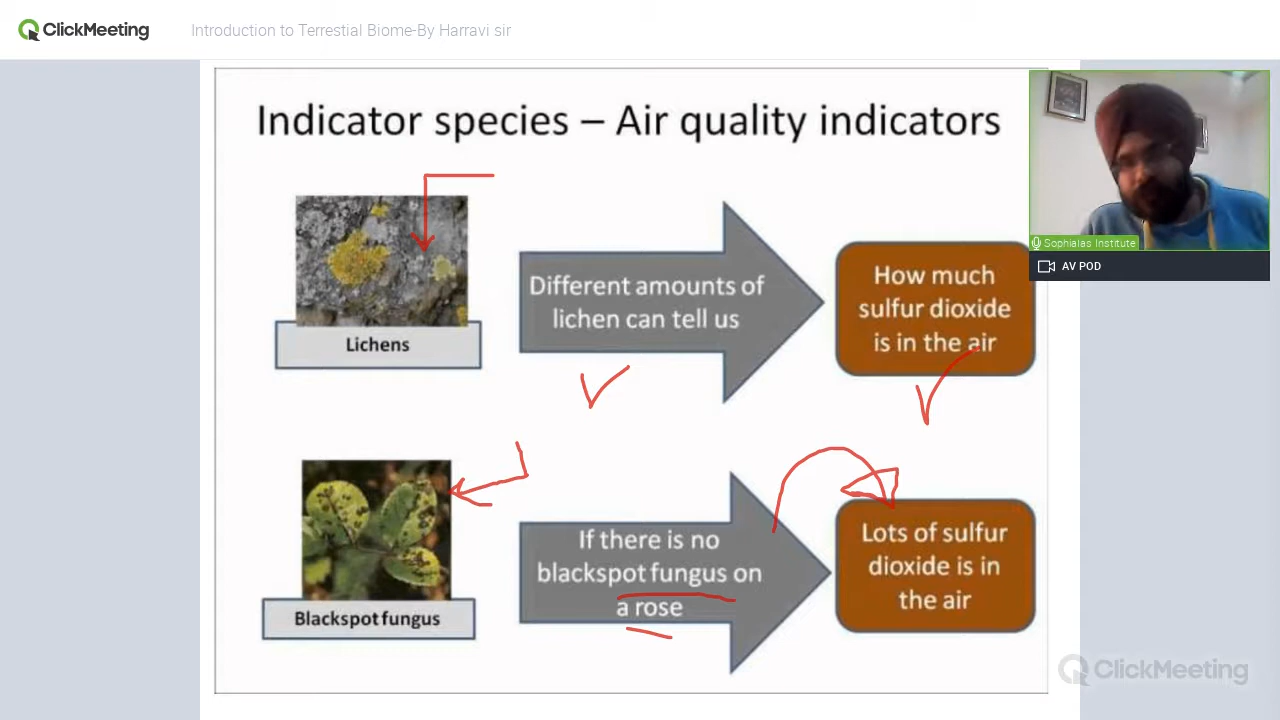 ClickMeeting
Introduction to Terrestial Biome-By Harravi sir
Indicator species – Air quality indicators
Lichens
Different amounts of
lichen can tell us
How much
sulfur dioxide
is in the air
Sophialas Institute
AV POD
Blackspot fungus
If there is no
blackspot fungus on
a rose
Lots of sulfur
dioxide is in
the air
ClickMeeting